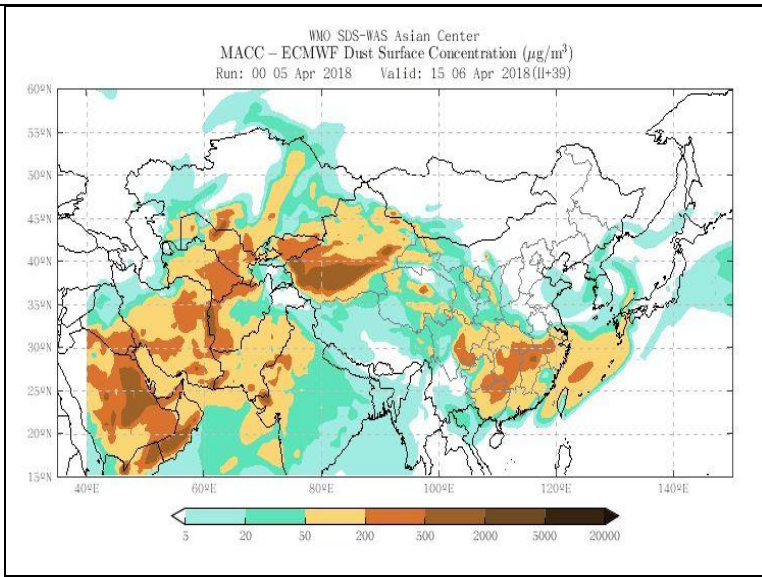 WMO SDS-WAS Asian Center
MACC – ECMWF Dust Surface Concentration (μg/m³)
Run: 00 05 Apr 2018 Valid: 15 06 Apr 2018(H+39)
60ºN
55ºN
50ºN
45ºN
40ºN
35ºN
30ºN
25ºN
20ºN
15ºN
40ºE 60ºE 80ºE 100ºE 120ºE 140ºE
5 20 50 200 500 2000 5000 20000